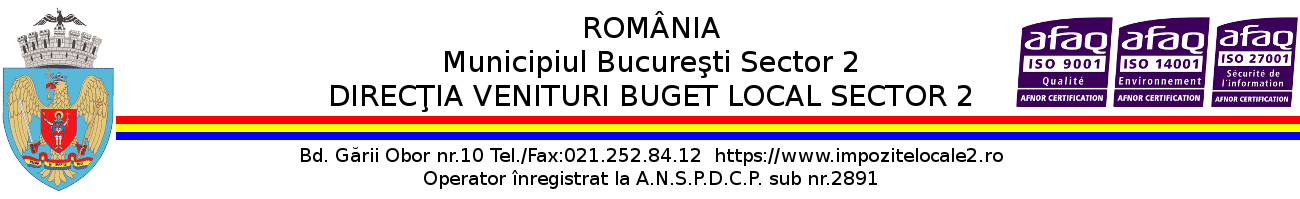 ROMÂNIA
Municipiul Bucureşti Sector 2
DIRECŢIA VENITURI BUGET LOCAL SECTOR 2
afaq
ISO 9001
Qualité
AFNOR CERTIFICATION
afaq
ISO 14001
Environnement
AFNOR CERTIFICATION
afaq
ISO 27001
Sécurité de
l'information
AFNOR CERTIFICATION
Bd. Gării Obor nr.10 Tel./Fax:021.252.84.12 https://www.impozitelocale2.ro
Operator înregistrat la A.N.S.P.D.C.P. sub nr.2891